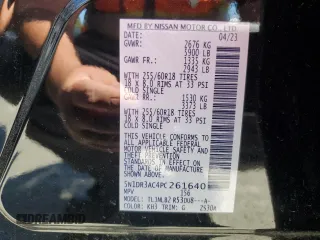 MFD BY NISSAN MOTOR CO., LTD.
DATE: 04/23
GVWR: 2676 KG
5900 LB
GAWR FR.: 1335 KG
2943 LB
WITH 255/60R18 TIRES
18 X 8.0 RIMS AT 33 PSI
COLD SINGLE
RR.: 1530 KG
3373 LB
WITH 255/60R18 TIRES
18 X 8.0 RIMS AT 33 PSI
COLD SINGLE
THIS VEHICLE CONFORMS TO ALL
APPLICABLE FEDERAL MOTOR
VEHICLE SAFETY AND
THEFT PREVENTION STANDARDS
IN EFFECT ON THE DATE OF
MANUFACTURE SHOWN ABOVE.
5N1DR3AC4PC261640
MPV 156
MODEL:
COLOR: KH3 TRIM: G